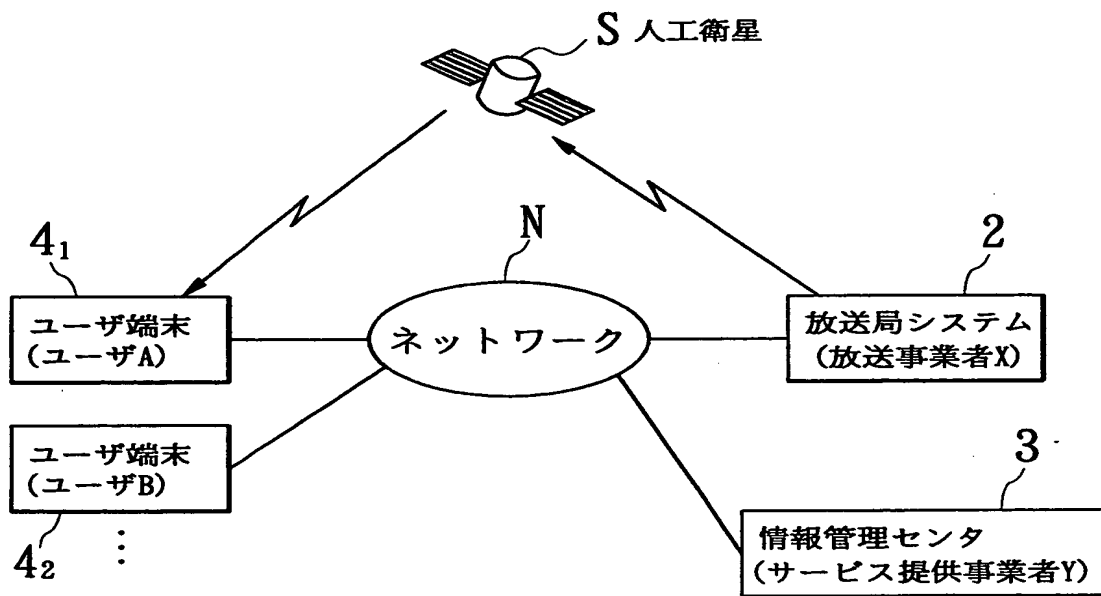 S 人工衛星
N
4₁
2
ユーザ端末
(ユーザA)
ネットワーク
放送局システム
(放送事業者X)
ユーザ端末
(ユーザB)
4₂
⋮
3
情報管理センタ
(サービス提供事業者Y)